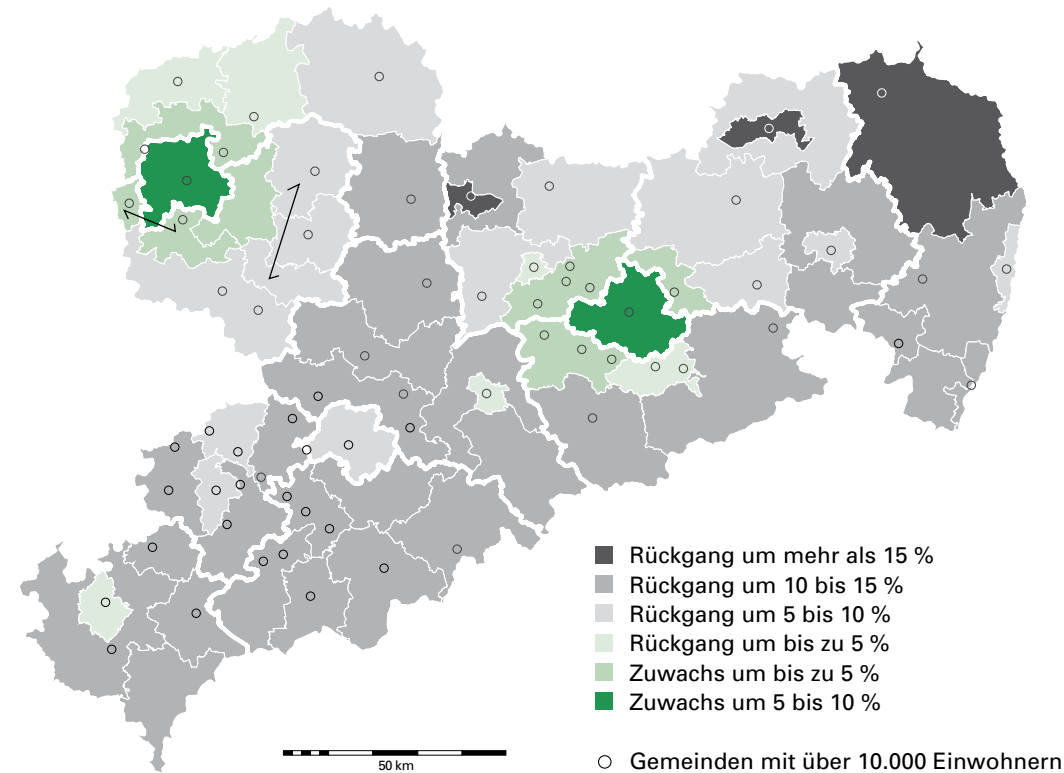 Rückgang um mehr als 15 %
Rückgang um 10 bis 15 %
Rückgang um 5 bis 10 %
Rückgang um bis zu 5 %
Zuwachs um bis zu 5 %
Zuwachs um 5 bis 10 %
Gemeinden mit über 10.000 Einwohnern
50 km